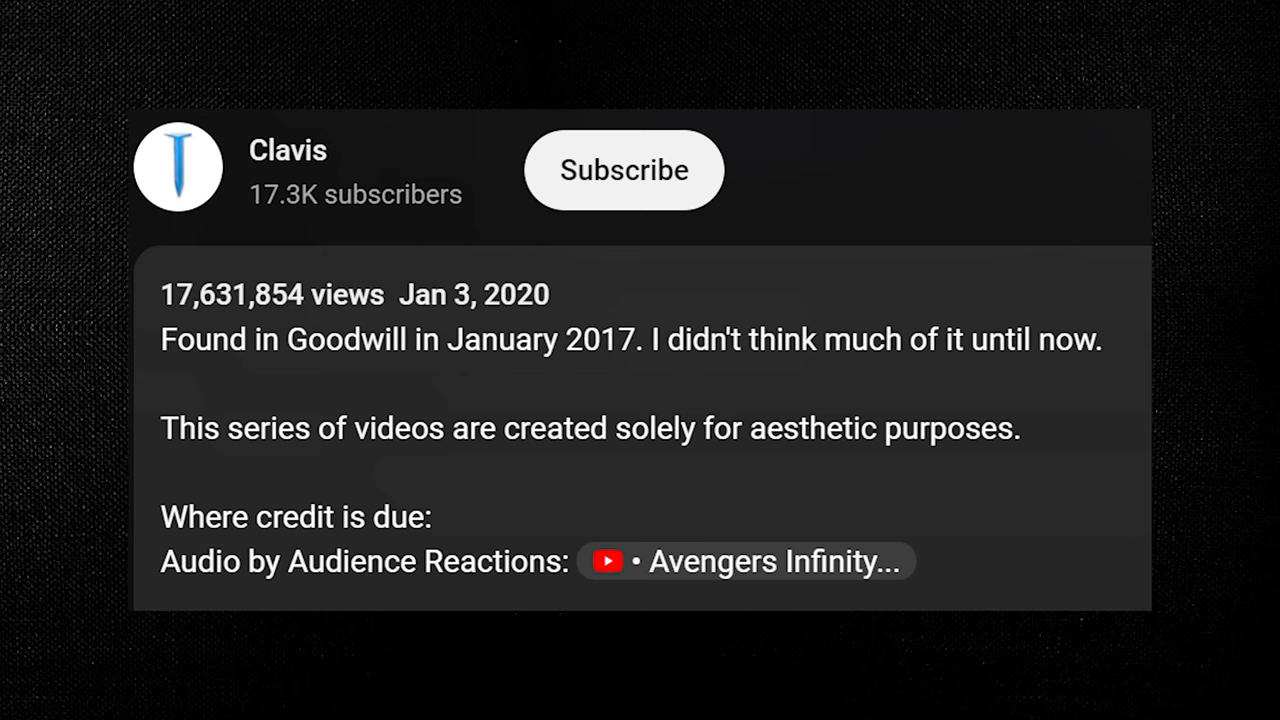 Clavis
17.3K subscribers
Subscribe
17,631,854 views Jan 3, 2020
Found in Goodwill in January 2017. I didn't think much of it until now.
This series of videos are created solely for aesthetic purposes.
Where credit is due:
Audio by Audience Reactions: • Avengers Infinity...